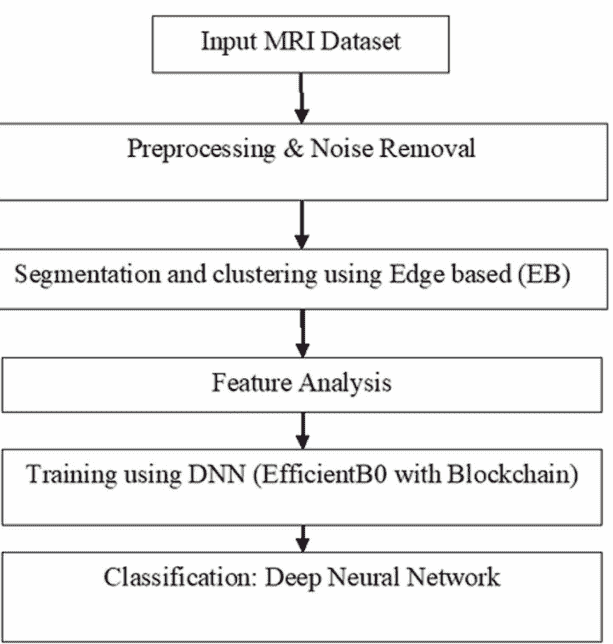 Input MRI Dataset
Preprocessing & Noise Removal
Segmentation and clustering using Edge based (EB)
Feature Analysis
Training using DNN (EfficientB0 with Blockchain)
Classification: Deep Neural Network